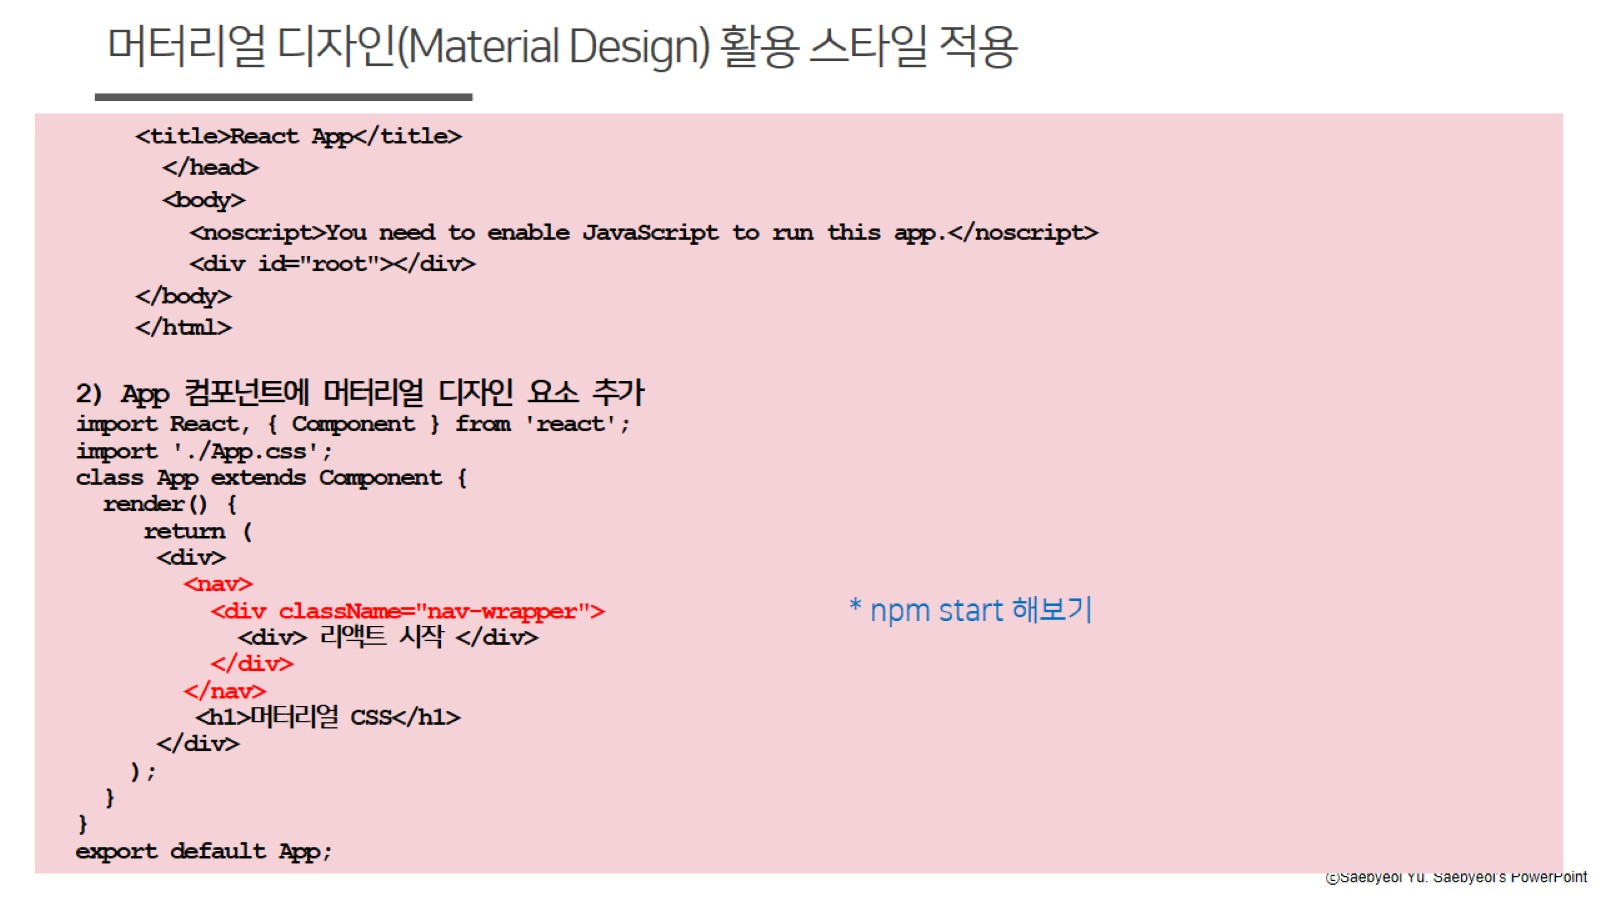 머터리얼 디자인(Material Design) 활용 스타일 적용
<title>React App</title>
</head>
<body>
<noscript>You need to enable JavaScript to run this app.</noscript>
<div id="root"></div>
</body>
</html>
2) App 컴포넌트에 머터리얼 디자인 요소 추가
import React, { Component } from 'react';
import './App.css';
class App extends Component {
render() {
return (
<div>
<nav>
<div className="nav-wrapper">
* npm start 해보기
<div> 리액트 시작 </div>
</div>
</nav>
<h1>머터리얼 CSS</h1>
</div>
);
}
}
export default App;
ⓒSaebyeol Yu. Saebyeol's PowerPoint